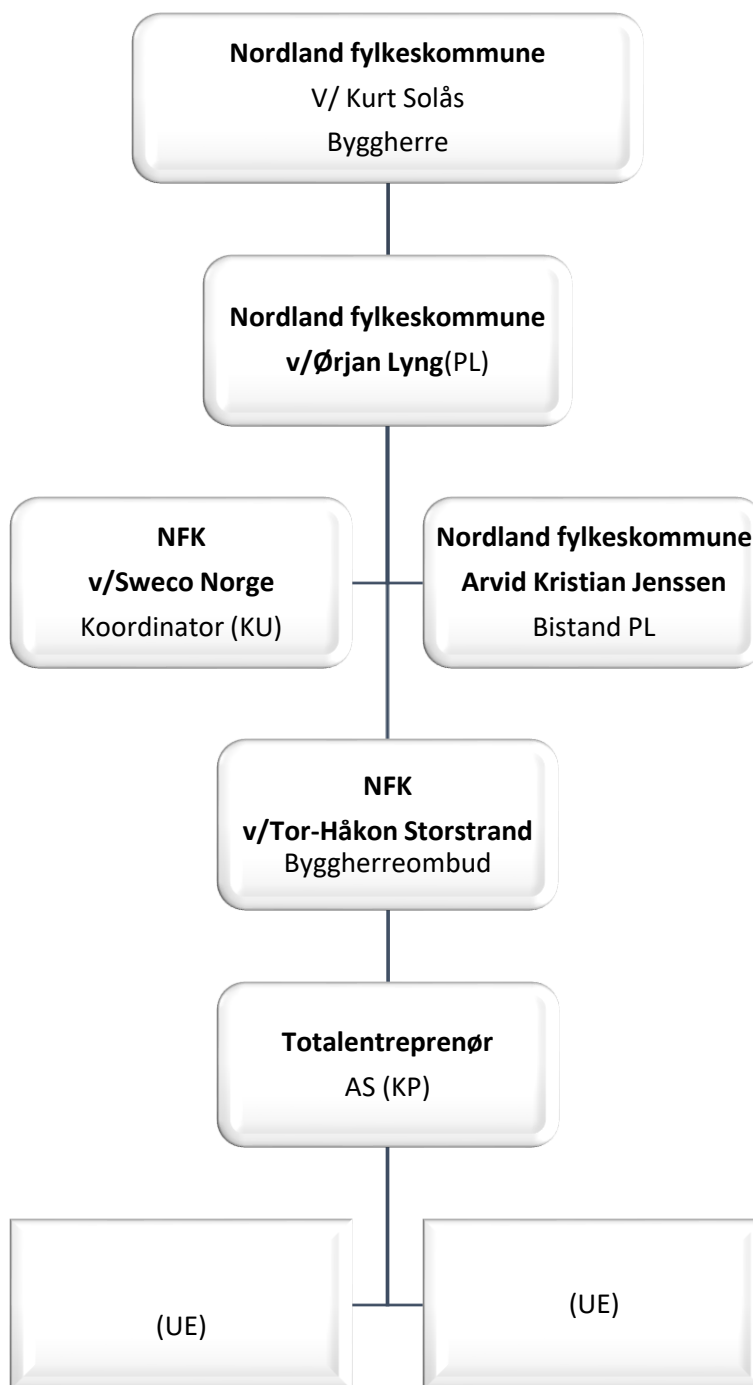 Nordland fylkeskommune
V/ Kurt Solås
Byggherre
Nordland fylkeskommune
v/Ørjan Lyng(PL)
NFK
v/Sweco Norge
Koordinator (KU)
Nordland fylkeskommune
Arvid Kristian Jenssen
Bistand PL
NFK
v/Tor-Håkon Storstrand
Byggherreombud
Totalentreprenør
AS (KP)
(UE)
(UE)